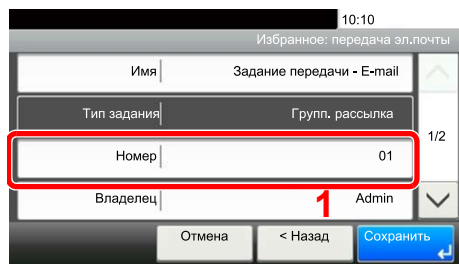 10:10
Избранное: передача эл.почты
Имя Задание передачи - E-mail
Тип задания Групп. рассылка
1/2
Номер 01
Владелец Admin
1
Отмена < Назад Сохранить